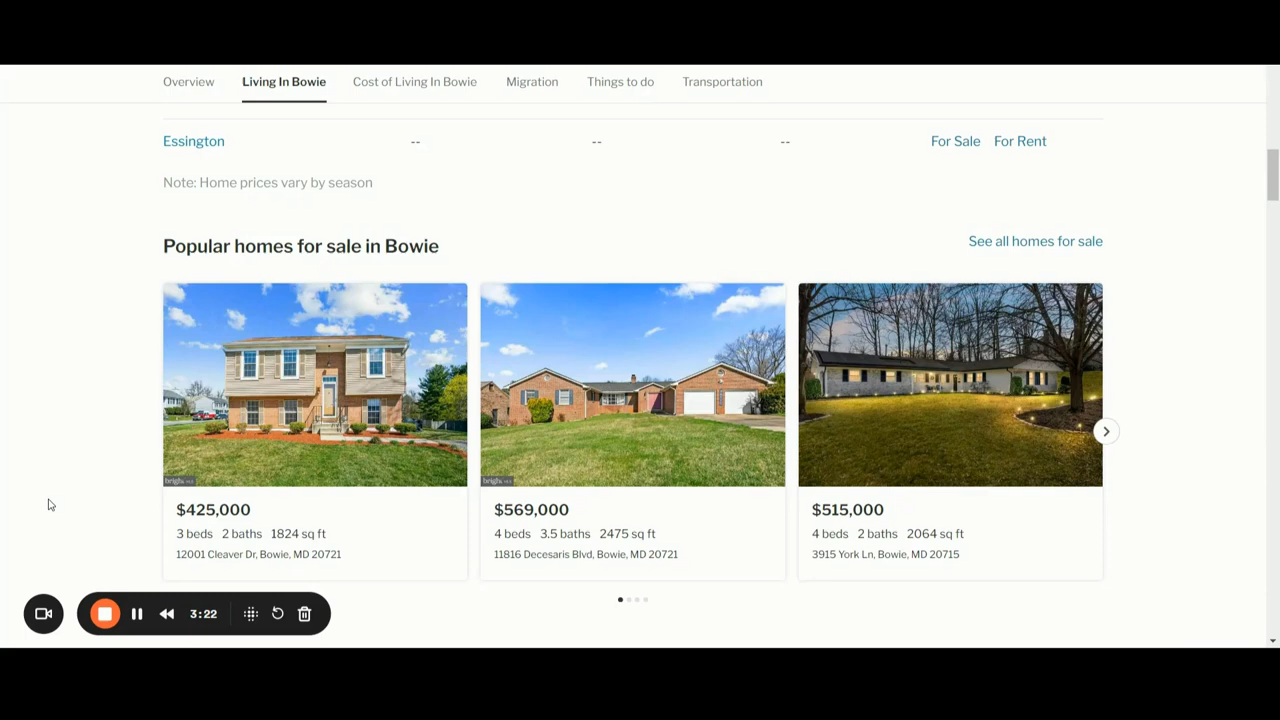 Overview Living In Bowie Cost of Living In Bowie Migration Things to do Transportation
Essington -- -- -- For Sale For Rent
Note: Home prices vary by season
Popular homes for sale in Bowie See all homes for sale
$425,000
3 beds 2 baths 1824 sq ft
12001 Cleaver Dr, Bowie, MD 20721
$569,000
4 beds 3.5 baths 2475 sq ft
11816 Decesaris Blvd, Bowie, MD 20721
$515,000
4 beds 2 baths 2064 sq ft
3915 York Ln, Bowie, MD 20715
3:22